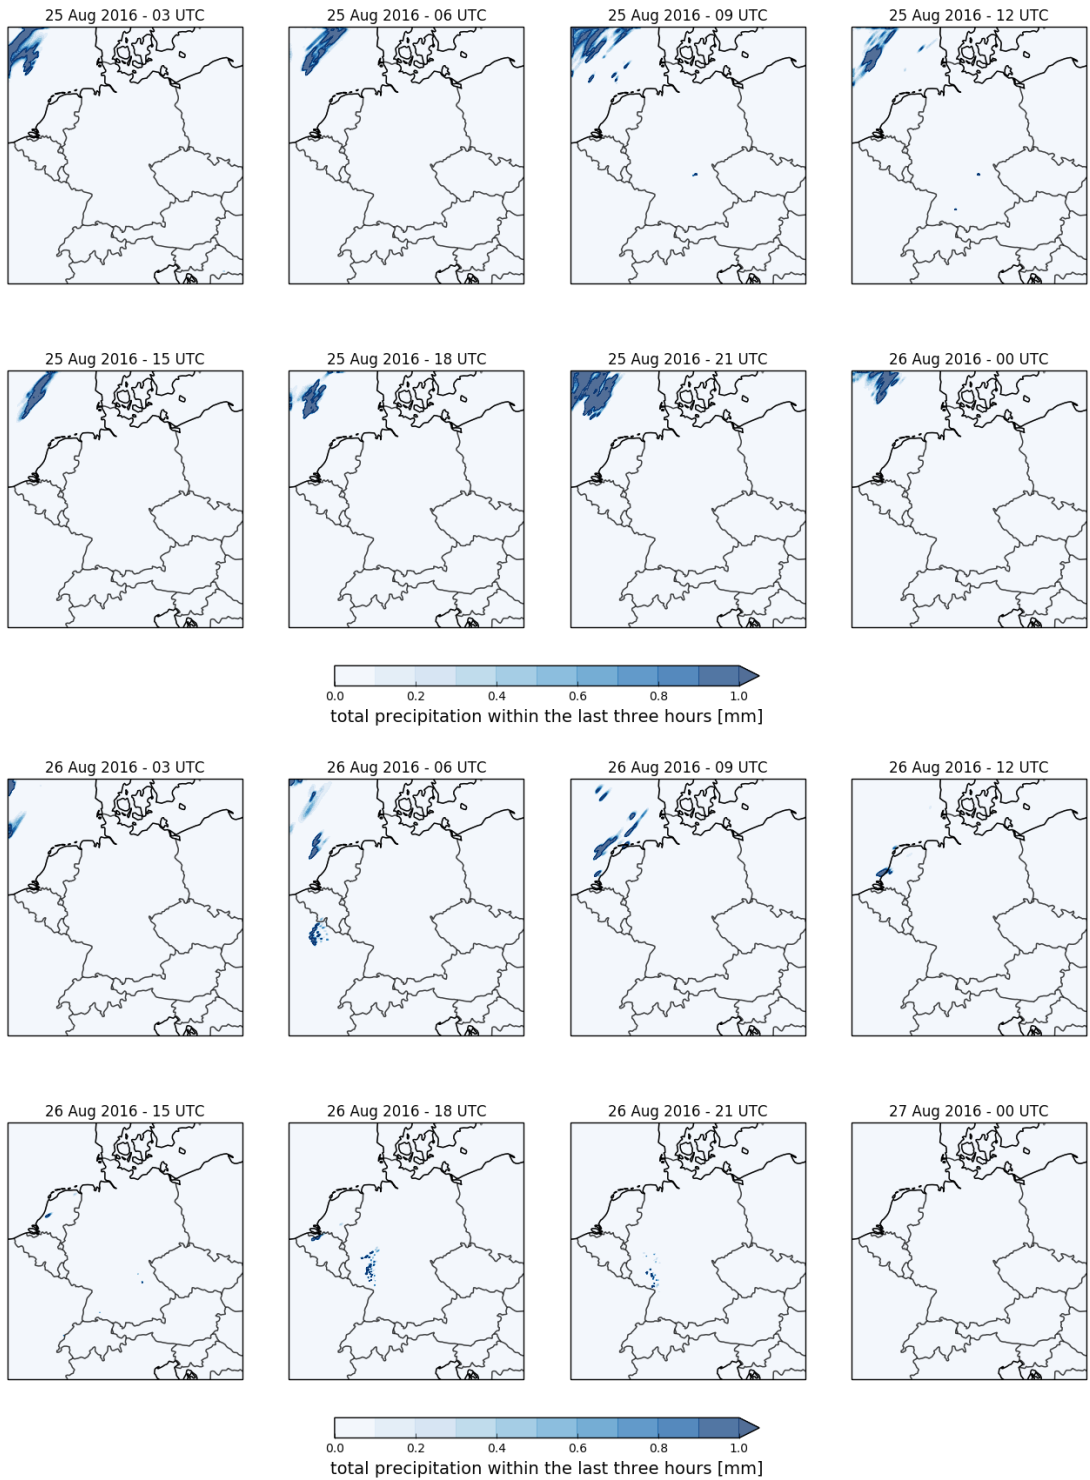 25 Aug 2016 - 03 UTC
25 Aug 2016 - 06 UTC
25 Aug 2016 - 09 UTC
25 Aug 2016 - 12 UTC
25 Aug 2016 - 15 UTC
25 Aug 2016 - 18 UTC
25 Aug 2016 - 21 UTC
26 Aug 2016 - 00 UTC
0.0 0.2 0.4 0.6 0.8 1.0
total precipitation within the last three hours [mm]
26 Aug 2016 - 03 UTC
26 Aug 2016 - 06 UTC
26 Aug 2016 - 09 UTC
26 Aug 2016 - 12 UTC
26 Aug 2016 - 15 UTC
26 Aug 2016 - 18 UTC
26 Aug 2016 - 21 UTC
27 Aug 2016 - 00 UTC
0.0 0.2 0.4 0.6 0.8 1.0
total precipitation within the last three hours [mm]